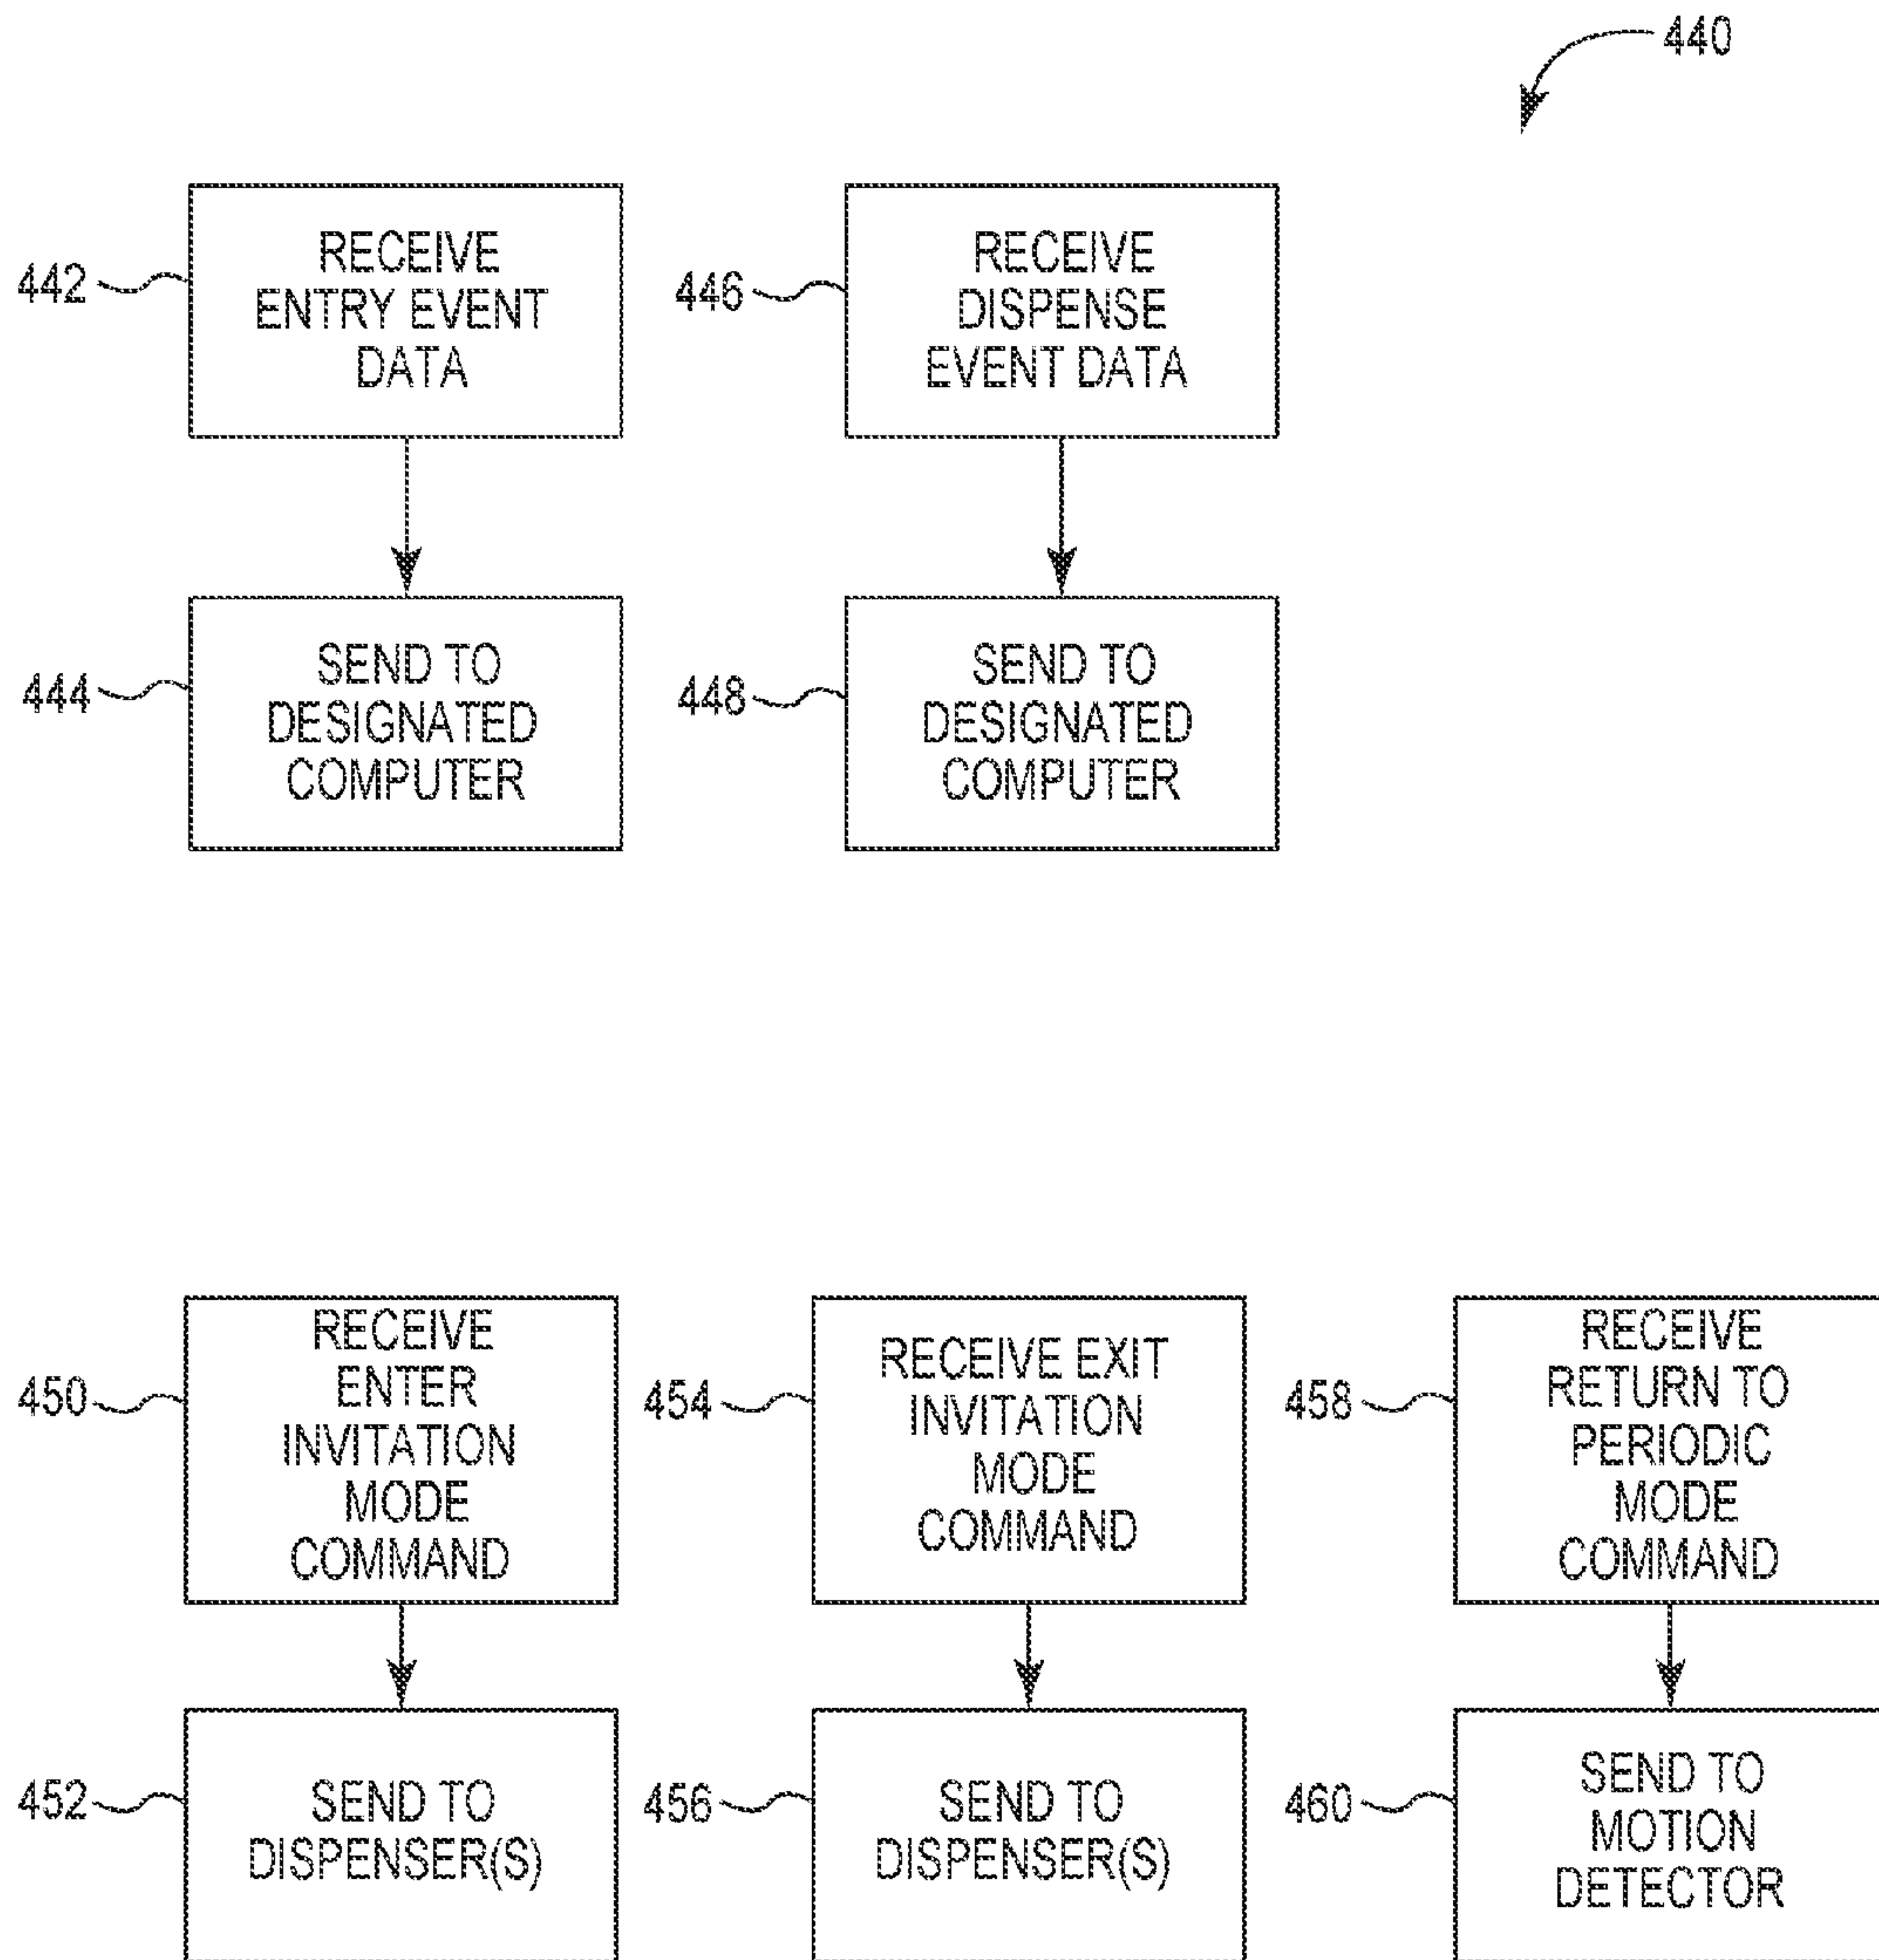 440
442
RECEIVE
ENTRY EVENT
DATA
446
RECEIVE
DISPENSE
EVENT DATA
444
SEND TO
DESIGNATED
COMPUTER
448
SEND TO
DESIGNATED
COMPUTER
450
RECEIVE
ENTER
INVITATION
MODE
COMMAND
454
RECEIVE EXIT
INVITATION
MODE
COMMAND
458
RECEIVE
RETURN TO
PERIODIC
MODE
COMMAND
452
SEND TO
DISPENSER(S)
456
SEND TO
DISPENSER(S)
460
SEND TO
MOTION
DETECTOR